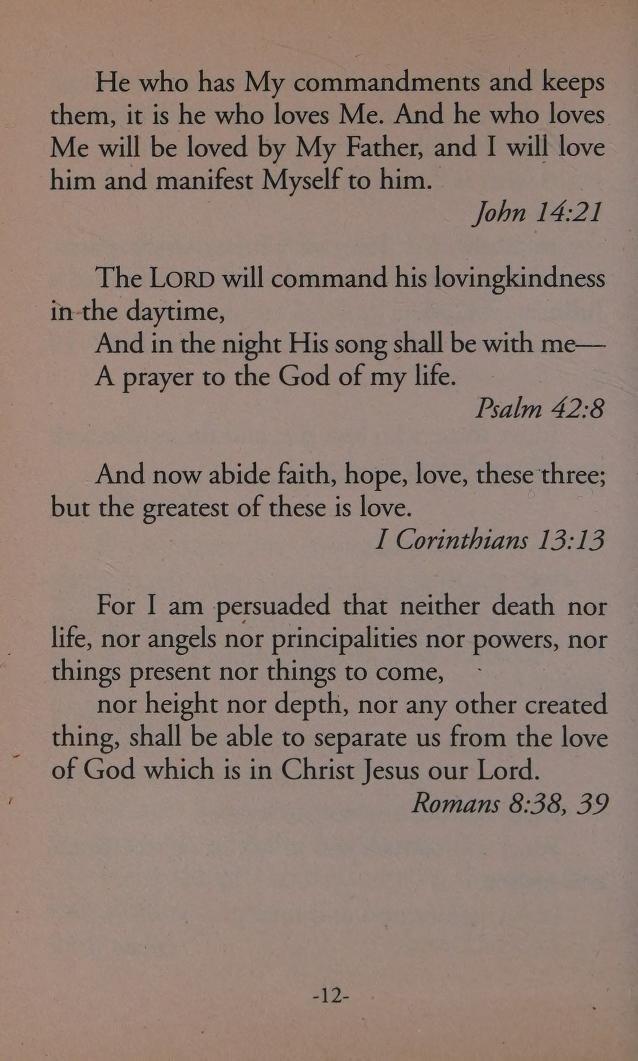 He who has My commandments and keeps
them, it is he who loves Me. And he who loves
Me will be loved by My Father, and I will love
him and manifest Myself to him.
John 14:21
The LORD will command his lovingkindness
in the daytime,
And in the night His song shall be with me—
A prayer to the God of my life.
Psalm 42:8
And now abide faith, hope, love, these three;
but the greatest of these is love.
I Corinthians 13:13
For I am persuaded that neither death nor
life, nor angels nor principalities nor powers, nor
things present nor things to come,
nor height nor depth, nor any other created
thing, shall be able to separate us from the love
of God which is in Christ Jesus our Lord.
Romans 8:38, 39
-12-